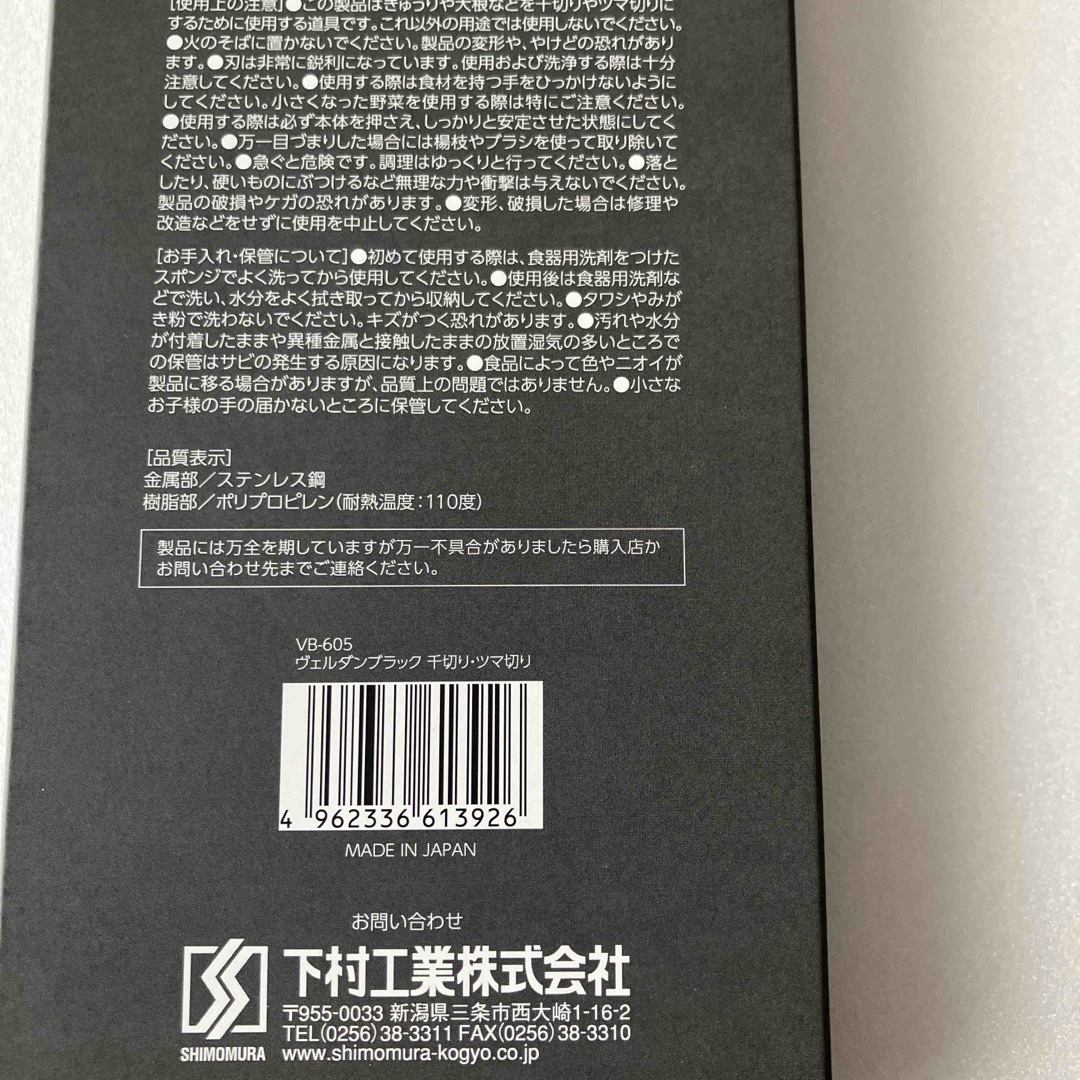 [使用上の注意]●この製品はきゅうりや大根などを千切りやツマ切りに
するために使用する道具です。これ以外の用途では使用しないでください。
●火のそばに置かないでください。製品の変形や、やけどの恐れがあり
ます。●刃は非常に鋭利になっています。使用および洗浄する際は十分
注意してください。●使用する際は食材を持つ手をひっかけないように
してください。小さくなった野菜を使用する際は特にご注意ください。
●使用する際は必ず本体を押さえ、しっかりと安定させた状態にしてく
ださい。●万一目づまりした場合には楊枝やブラシを使って取り除いて
ください。●急ぐと危険です。調理はゆっくりと行ってください。●落と
したり、硬いものにぶつけるなど無理な力や衝撃は与えないでください。
製品の破損やケガの恐れがあります。●変形、破損した場合は修理や
改造などをせずに使用を中止してください。
[お手入れ・保管について]●初めて使用する際は、食器用洗剤をつけた
スポンジでよく洗ってから使用してください。●使用後は食器用洗剤な
どで洗い、水分をよく拭き取ってから収納してください。●タワシやみが
き粉で洗わないでください。キズがつく恐れがあります。●汚れや水分
が付着したままや異種金属と接触したままの放置湿気の多いところで
の保管はサビの発生する原因になります。●食品によって色やニオイが
製品に移る場合がありますが、品質上の問題ではありません。●小さな
お子様の手の届かないところに保管してください。
[品質表示]
金属部/ステンレス鋼
樹脂部/ポリプロピレン(耐熱温度:110度)
製品には万全を期していますが万一不具合がありましたら購入店か
お問い合わせ先までご連絡ください。
VB-605
ヴェルダンブラック 千切り・ツマ切り
4 962336 613926
MADE IN JAPAN
お問い合わせ
下村工業株式会社
〒955-0033 新潟県三条市西大崎1-16-2
TEL(0256)38-3311 FAX(0256)38-3310
SHIMOMURA www.shimomura-kogyo.co.jp